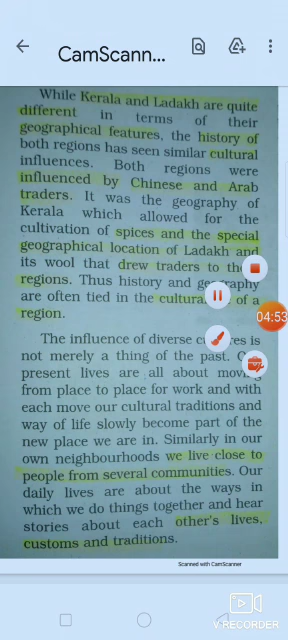 CamScann...
While Kerala and Ladakh are quite
different in terms of their
geographical features, the history of
both regions has seen similar cultural
influences. Both regions were
influenced by Chinese and Arab
traders. It was the geography of
Kerala which allowed for the
cultivation of spices and the special
geographical location of Ladakh and
its wool that drew traders to
regions. Thus history and
are often tied in the of a
region.
The influence of diverse is
not merely a thing of the past.
present lives are all about
from place to place for work and with
each move our cultural traditions and
way of life slowly become part of the
new place we are in. Similarly in our
own neighbourhoods we live close to
people from several communities. Our
daily lives are about the ways in
which we do things together and hear
stories about each other's lives,
customs and traditions.
04:53
Scanned with CamScanner
V RECORDER